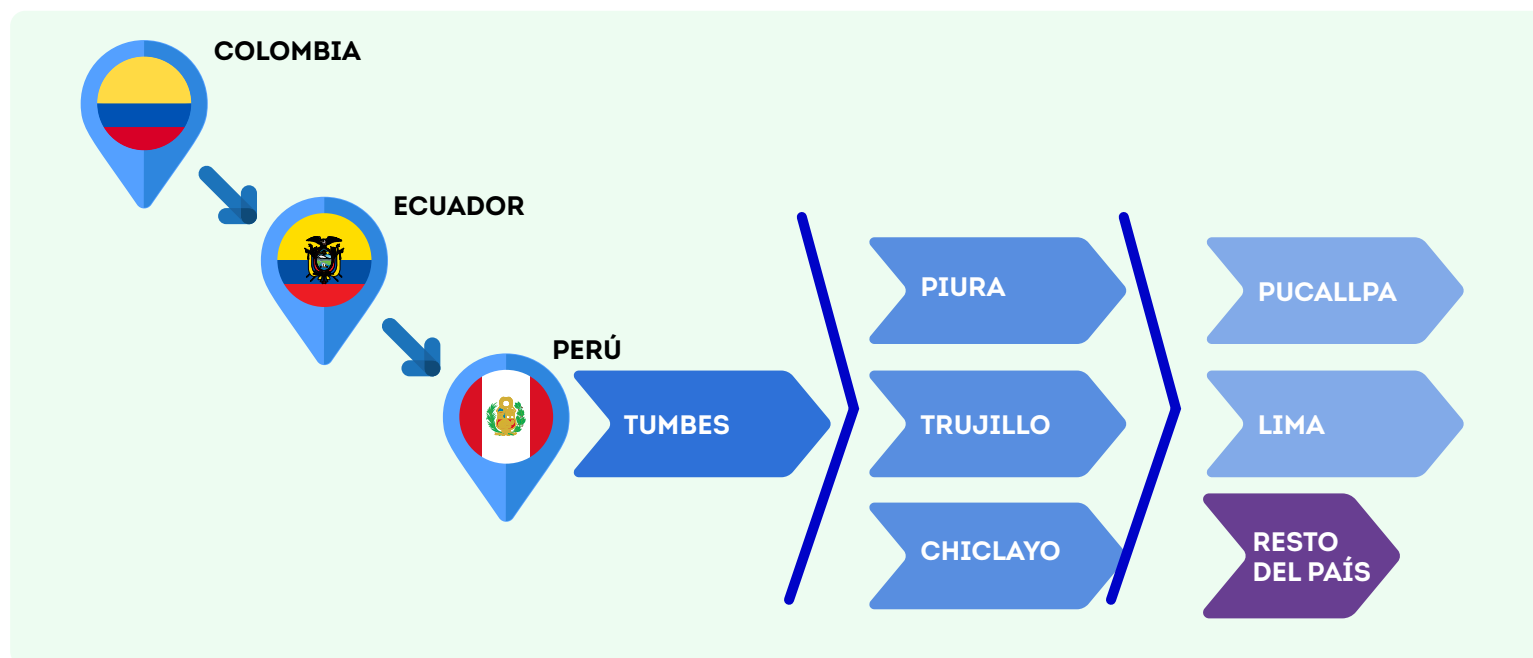 COLOMBIA
ECUADOR
PERÚ
TUMBES
PIURA
TRUJILLO
CHICLAYO
PUCALLPA
LIMA
RESTO
DEL PAÍS